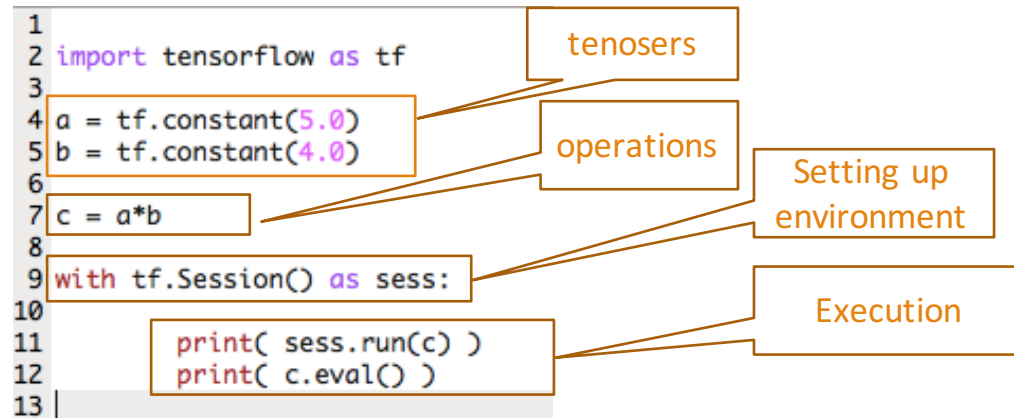 1
2 import tensorflow as tf
3
4 a = tf.constant(5.0)
5 b = tf.constant(4.0)
6
7 c = a*b
8
9 with tf.Session() as sess:
10
11 print( sess.run(c) )
12 print( c.eval() )
13
tenosers
operations
Setting up
environment
Execution